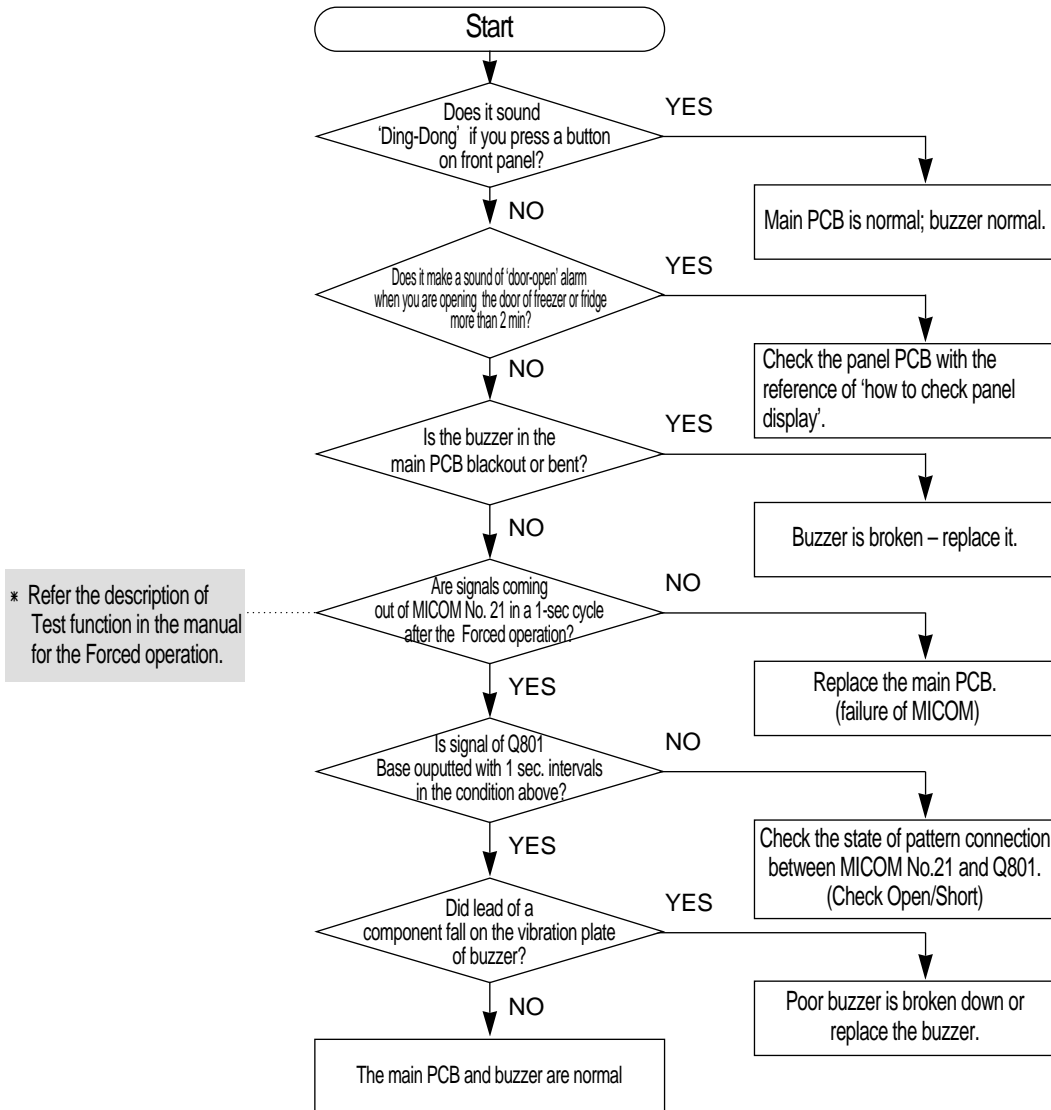 Start
Does it sound
'Ding-Dong' if you press a button
on front panel?
YES
NO
Main PCB is normal; buzzer normal.
Does it make a sound of 'door-open' alarm
when you are opening the door of freezer or fridge
more than 2 min?
YES
NO
Check the panel PCB with the
reference of 'how to check panel
display'.
Is the buzzer in the
main PCB blackout or bent?
YES
NO
Buzzer is broken – replace it.
* Refer the description of
Test function in the manual
for the Forced operation.
Are signals coming
out of MICOM No. 21 in a 1-sec cycle
after the Forced operation?
NO
YES
Replace the main PCB.
(failure of MICOM)
Is signal of Q801
Base ouputted with 1 sec. intervals
in the condition above?
NO
YES
Check the state of pattern connection
between MICOM No.21 and Q801.
(Check Open/Short)
Did lead of a
component fall on the vibration plate
of buzzer?
YES
NO
Poor buzzer is broken down or
replace the buzzer.
The main PCB and buzzer are normal